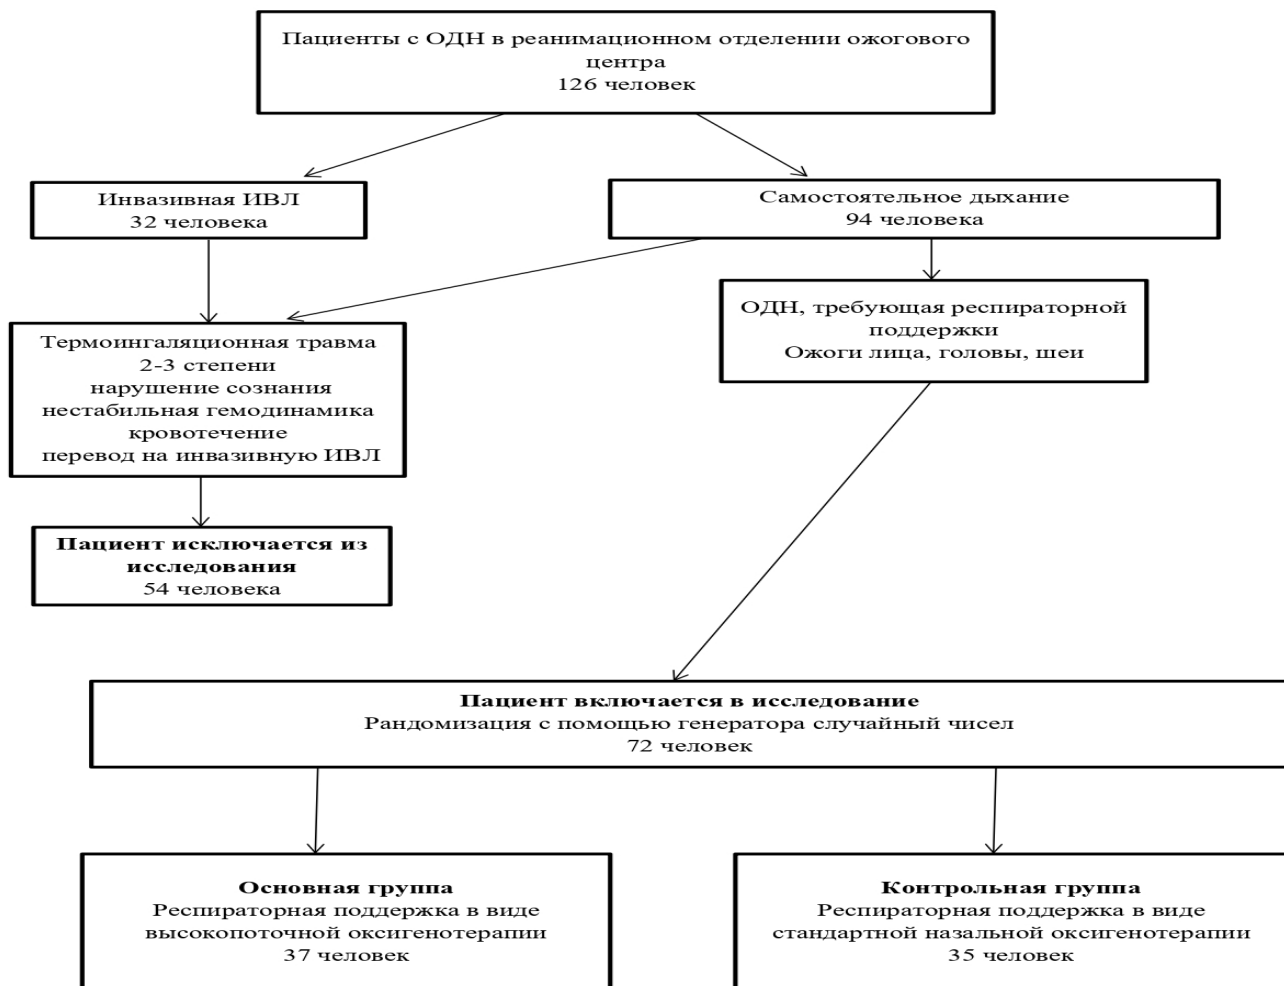 Пациенты с ОДН в реанимационном отделении ожогового
центра
126 человек
Инвазивная ИВЛ
32 человека
Самостоятельное дыхание
94 человека
ОДН, требующая респираторной
поддержки
Ожоги лица, головы, шеи
Термоингаляционная травма
2-3 степени
нарушение сознания
нестабильная гемодинамика
кровотечение
перевод на инвазивную ИВЛ
Пациент исключается из
исследования
54 человека
Пациент включается в исследование
Рандомизация с помощью генератора случайный чисел
72 человек
Основная группа
Респираторная поддержка в виде
высокопоточной оксигенотерапии
37 человек
Контрольная группа
Респираторная поддержка в виде
стандартной назальной оксигенотерапии
35 человек